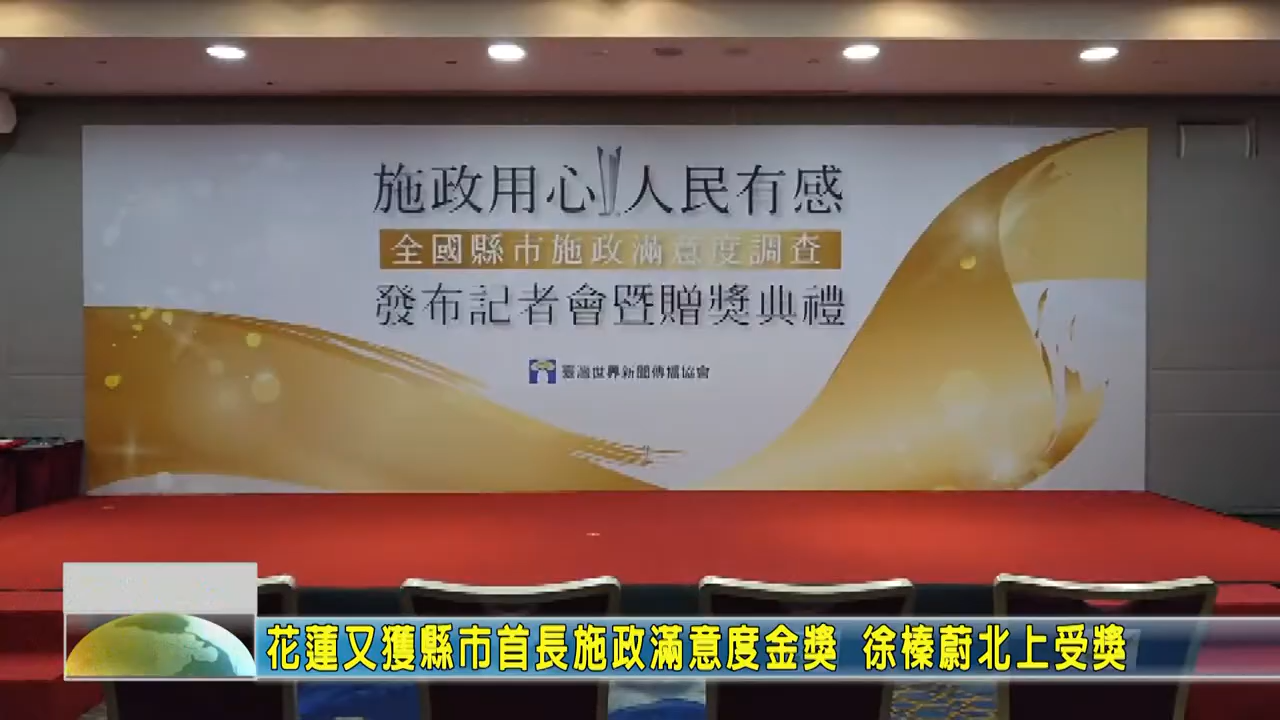 施政用心 人民有感
全國縣市施政滿意度調查
發布記者會暨贈獎典禮
臺灣世界新聞傳播協會
花蓮又獲縣市首長施政滿意度金獎 徐榛蔚北上受獎